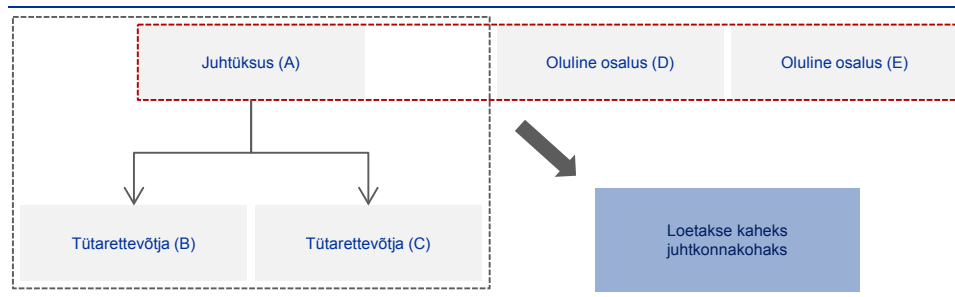 Juhtüksus (A)
Oluline osalus (D)
Oluline osalus (E)
Tütarettevõtja (B)
Tütarettevõtja (C)
Loetakse kaheks
juhtkonnakohaks